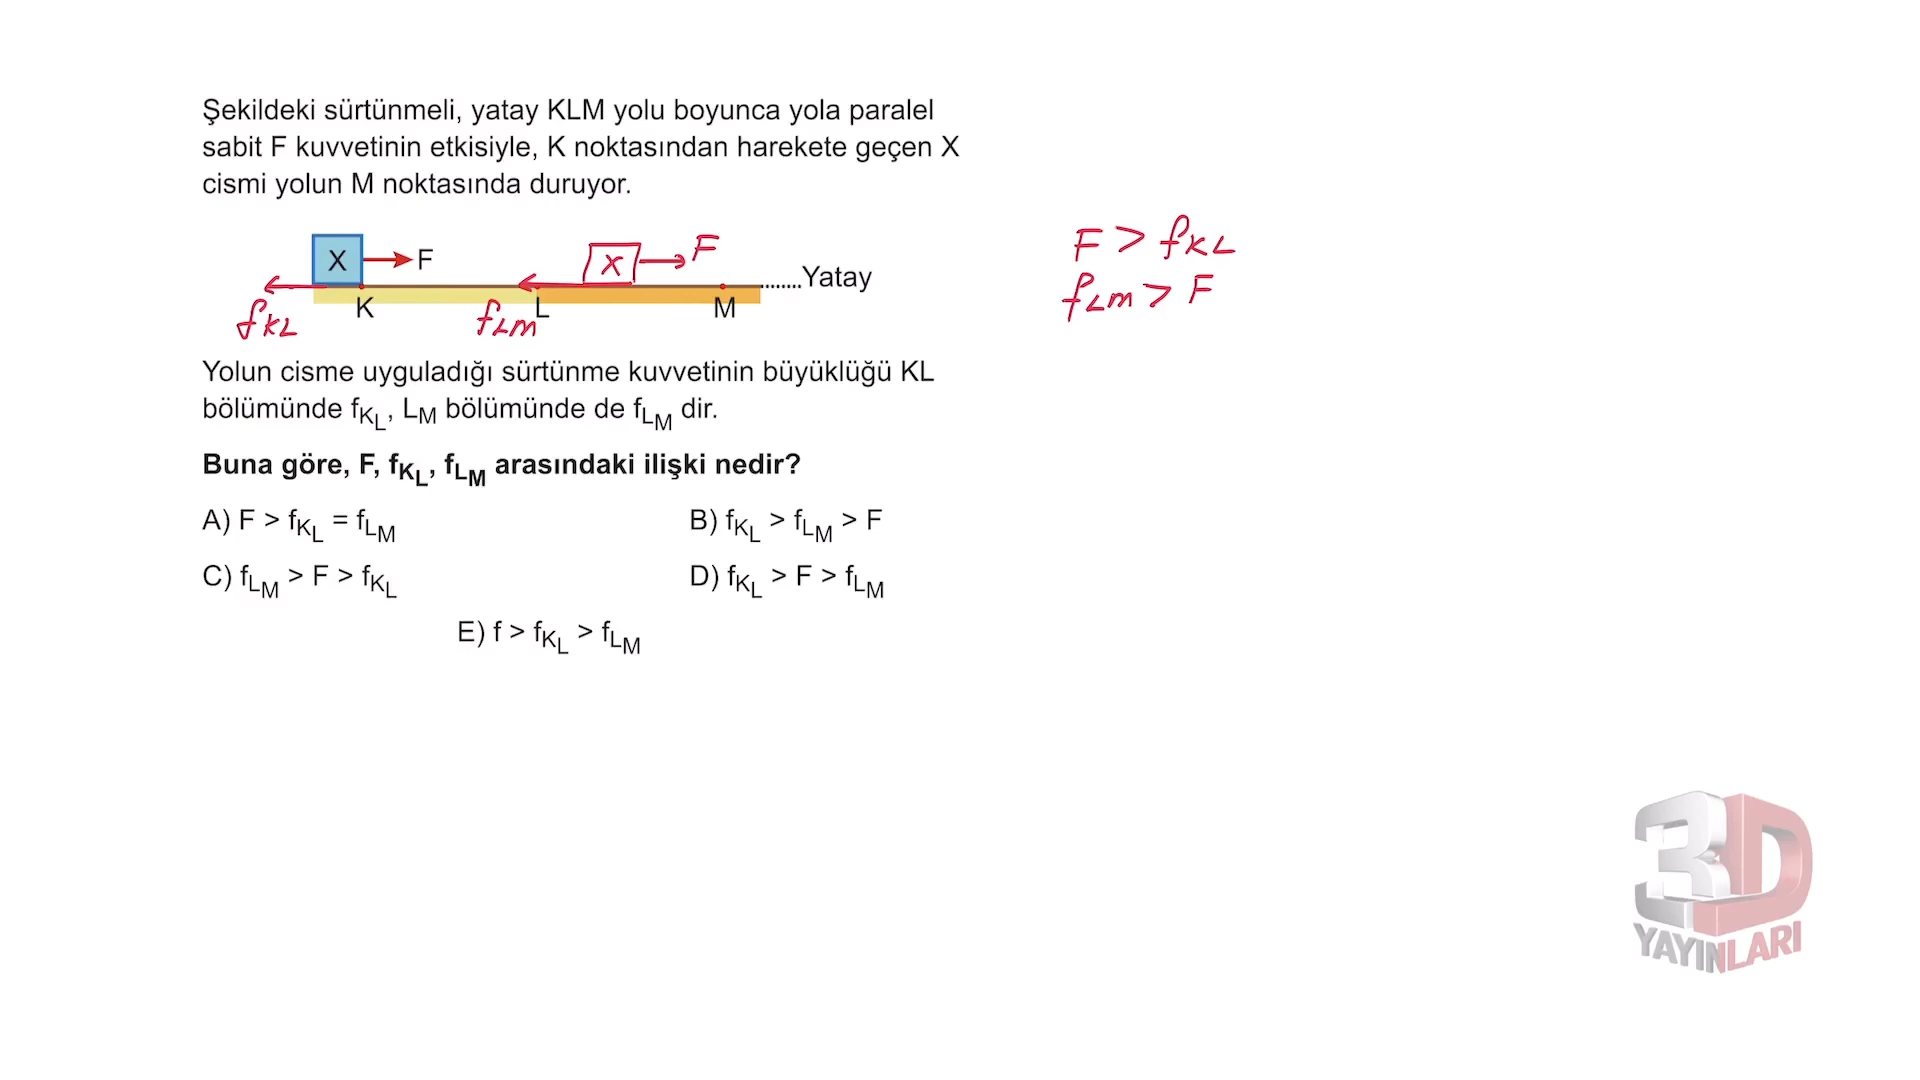 Şekildeki sürtünmeli, yatay KLM yolu boyunca yola paralel
sabit F kuvvetinin etkisiyle, K noktasından harekete geçen X
cismi yolun M noktasında duruyor.
X F X F Yatay
K L M
fKL fLM
F > fKL
fLM > F
Yolun cisme uyguladığı sürtünme kuvvetinin büyüklüğü KL
bölümünde fKL, LM bölümünde de fLM dir.
Buna göre, F, fKL, fLM arasındaki ilişki nedir?
A) F > fKL = fLM B) fKL > fLM > F
C) fLM > F > fKL D) fKL > F > fLM
E) f > fKL > fLM
3D
YAYINLARI